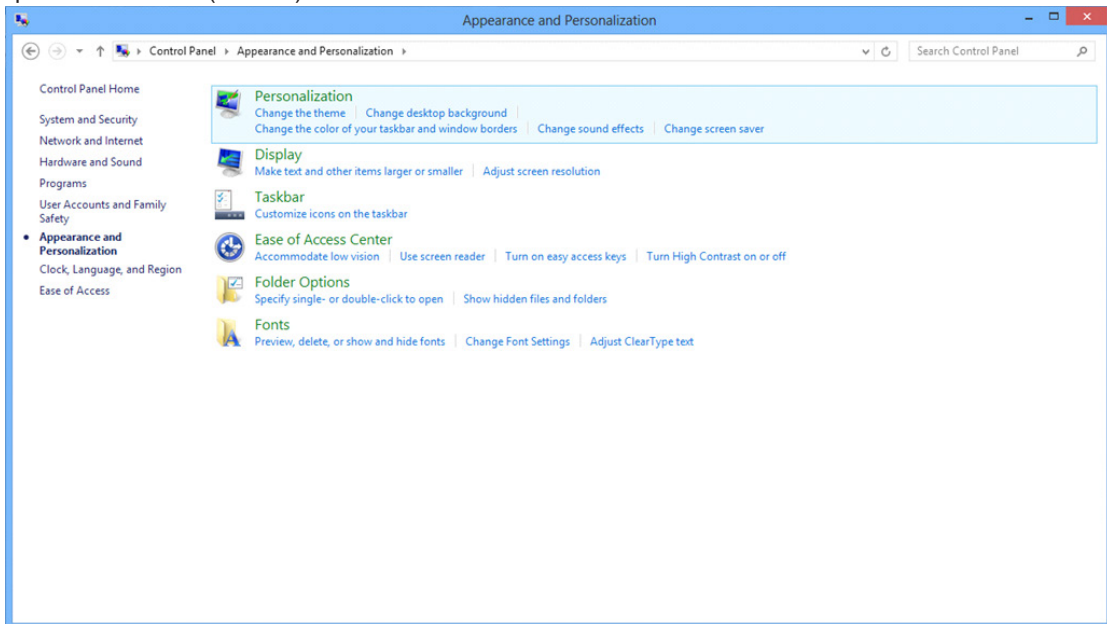 Appearance and Personalization
Control Panel Appearance and Personalization
Search Control Panel
Control Panel Home
System and Security
Network and Internet
Hardware and Sound
Programs
User Accounts and Family
Safety
Appearance and
Personalization
Clock, Language, and Region
Ease of Access
Personalization
Change the theme Change desktop background
Change the color of your taskbar and window borders Change sound effects Change screen saver
Display
Make text and other items larger or smaller Adjust screen resolution
Taskbar
Customize icons on the taskbar
Ease of Access Center
Accommodate low vision Use screen reader Turn on easy access keys Turn High Contrast on or off
Folder Options
Specify single- or double-click to open Show hidden files and folders
Fonts
Preview, delete, or show and hide fonts Change Font Settings Adjust ClearType text